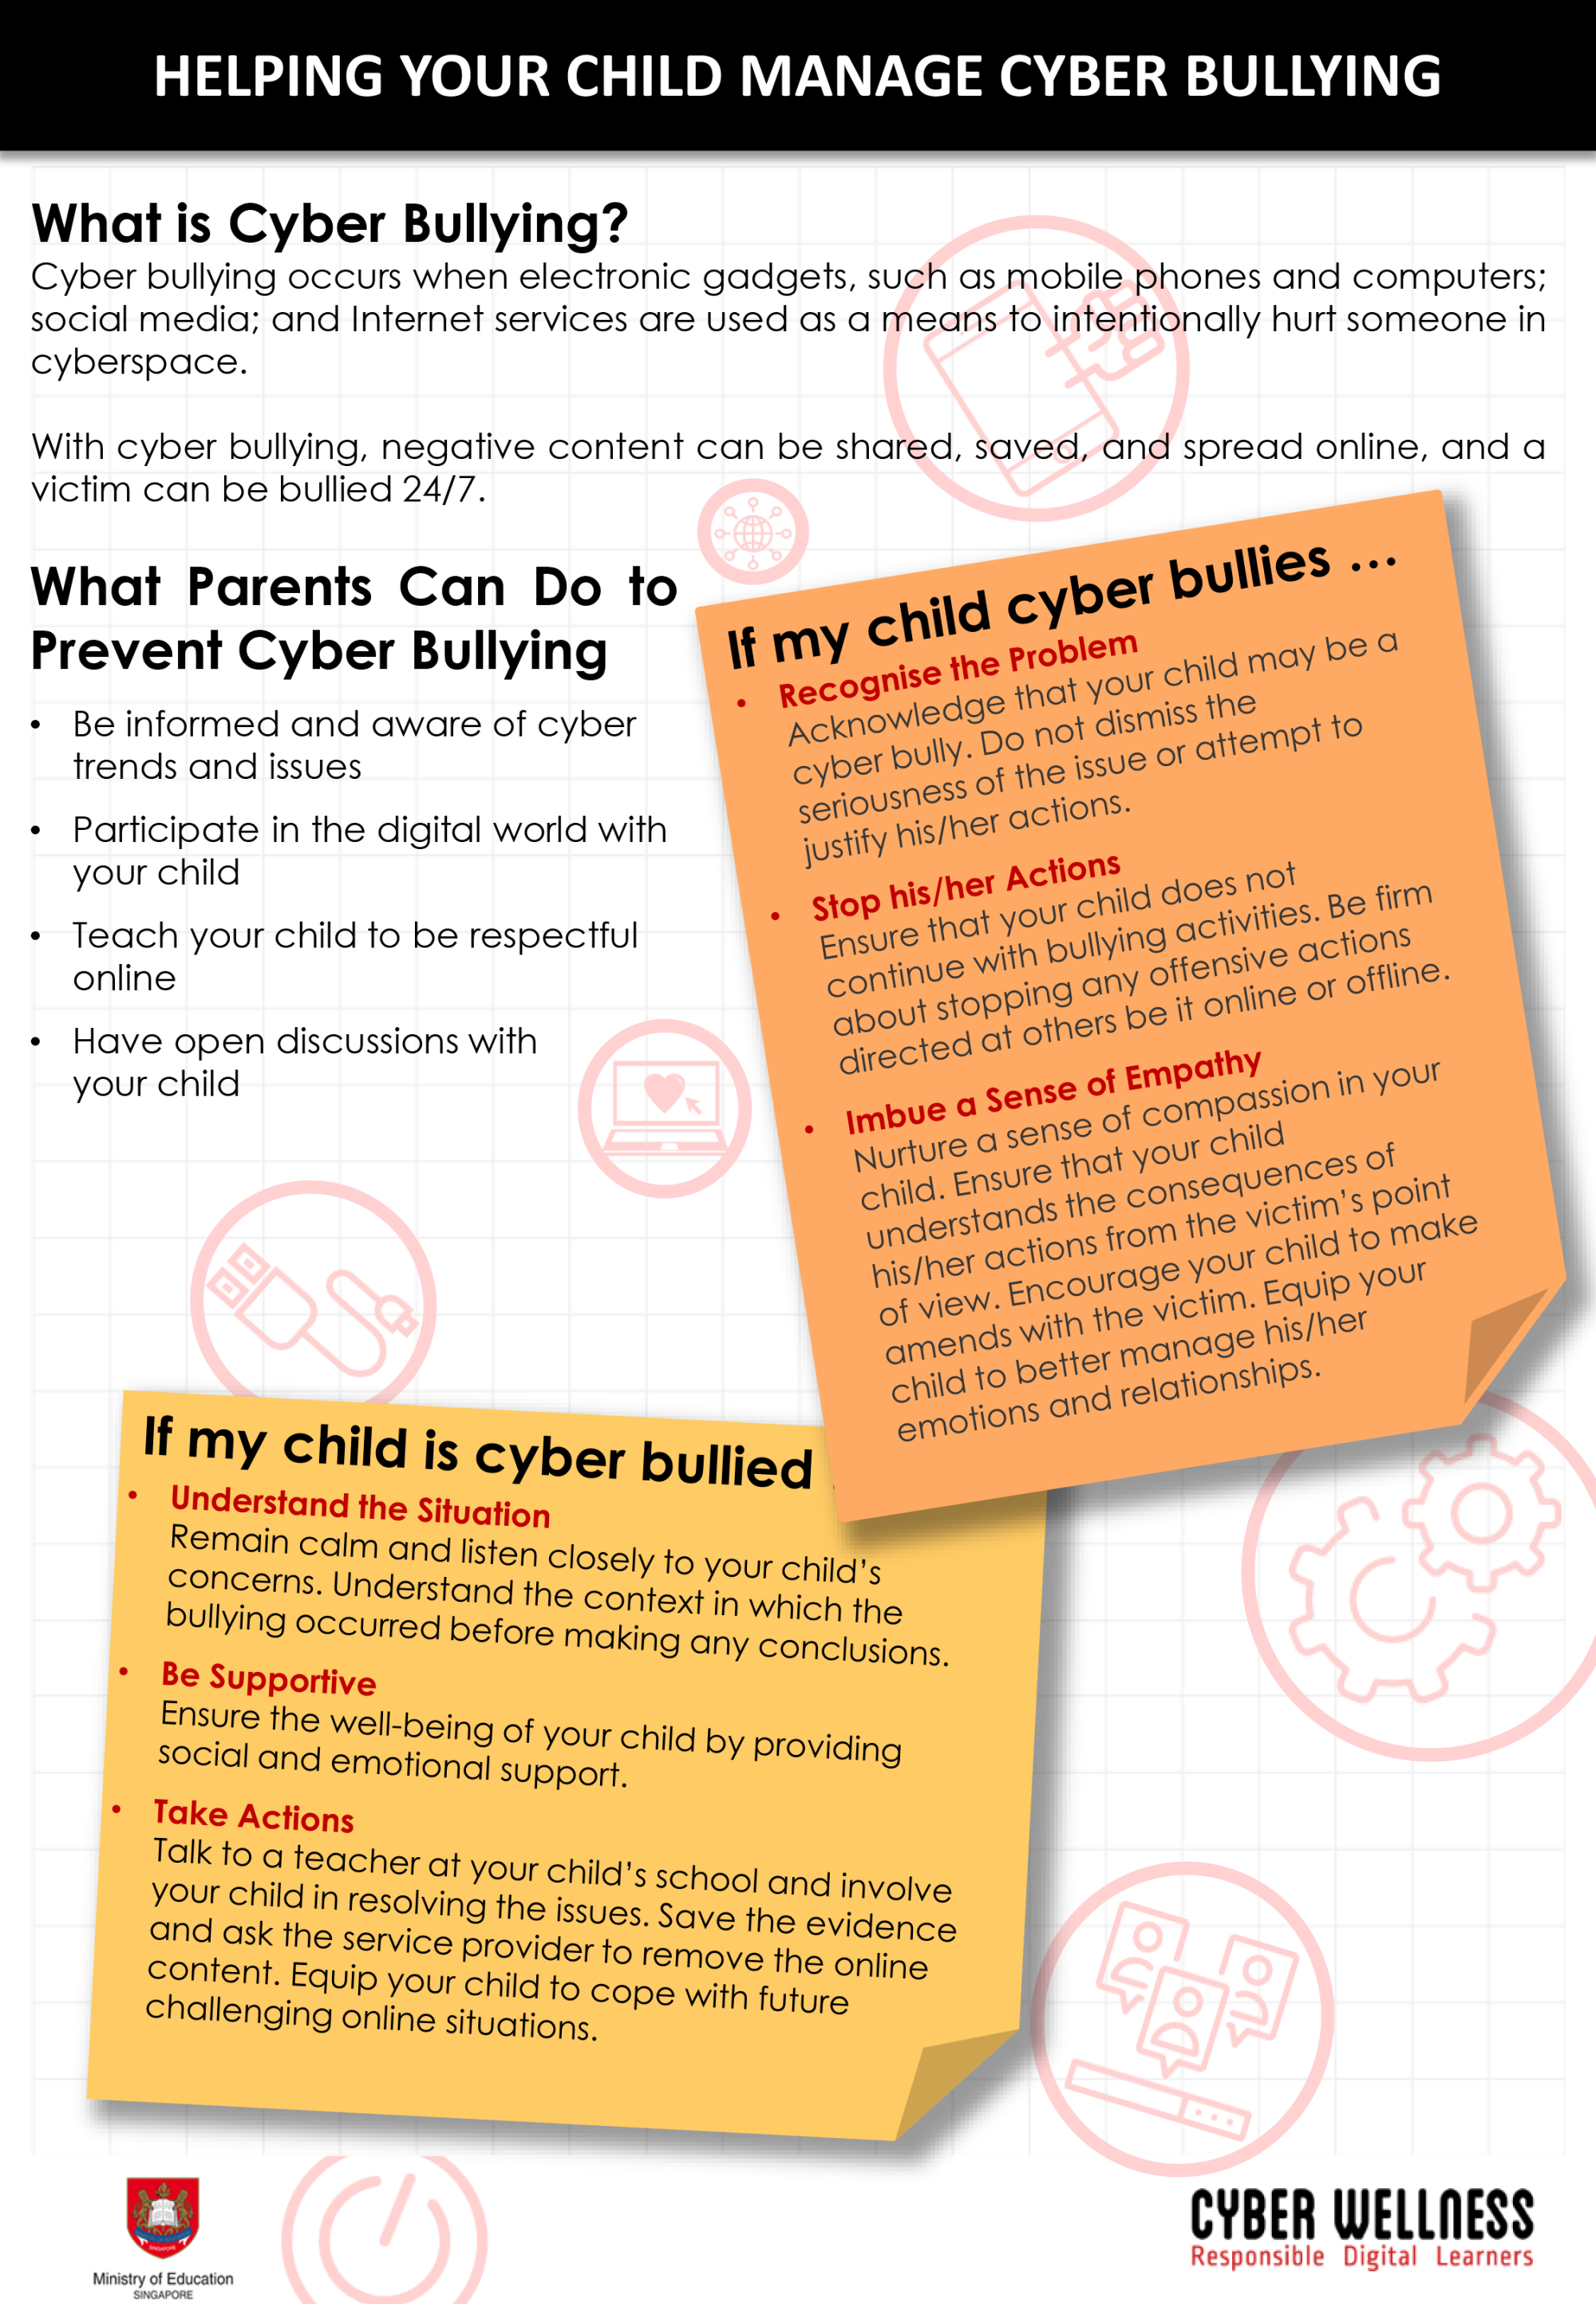 HELPING YOUR CHILD MANAGE CYBER BULLYING
What is Cyber Bullying?
Cyber bullying occurs when electronic gadgets, such as mobile phones and computers;
social media; and Internet services are used as a means to intentionally hurt someone in
cyberspace.
With cyber bullying, negative content can be shared, saved, and spread online, and a
victim can be bullied 24/7.
What Parents Can Do to
Prevent Cyber Bullying
• Be informed and aware of cyber
trends and issues
• Participate in the digital world with
your child
• Teach your child to be respectful
online
• Have open discussions with
your child
If my child cyber bullies ...
• Recognise the Problem
Acknowledge that your child may be a
cyber bully. Do not dismiss the
seriousness of the issue or attempt to
justify his/her actions.
• Stop his/her Actions
Ensure that your child does not
continue with bullying activities. Be firm
about stopping any offensive actions
directed at others be it online or offline.
• Imbue a Sense of Empathy
Nurture a sense of compassion in your
child. Ensure that your child
understands the consequences of
his/her actions from the victim's point
of view. Encourage your child to make
amends with the victim. Equip your
child to better manage his/her
emotions and relationships.
If my child is cyber bullied
• Understand the Situation
Remain calm and listen closely to your child's
concerns. Understand the context in which the
bullying occurred before making any conclusions.
• Be Supportive
Ensure the well-being of your child by providing
social and emotional support.
• Take Actions
Talk to a teacher at your child's school and involve
your child in resolving the issues. Save the evidence
and ask the service provider to remove the online
content. Equip your child to cope with future
challenging online situations.
Ministry of Education
SINGAPORE
CYBER WELLNESS
Responsible Digital Learners